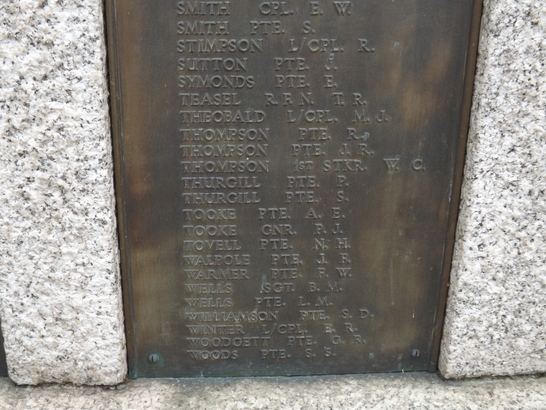 SMITH CPL. E. W.
SMITH PTE. S.
STIMPSON L/CPL. R.
SUTTON PTE. J.
SYMONDS PTE. E.
TEASEL R.F.N. T. R.
THEOBALD L/CPL. M. J.
THOMPSON PTE. R.
THOMPSON PTE. J. R.
THOMPSON 1ST STKR. W. C.
THURGILL PTE. P.
THURGILL PTE. S.
TOOKE PTE. A. E.
TOOKE GNR. P. J.
TOVELL PTE. N. H.
WALPOLE PTE. J. F.
WARMER PTE. F. W.
WELLS SGT. B. M.
WELLS PTE. L. M.
WILLIAMSON PTE. S. D.
WINTER L/CPL. E. R.
WOODGETT PTE. O. R.
WOODS PTE. S. S.